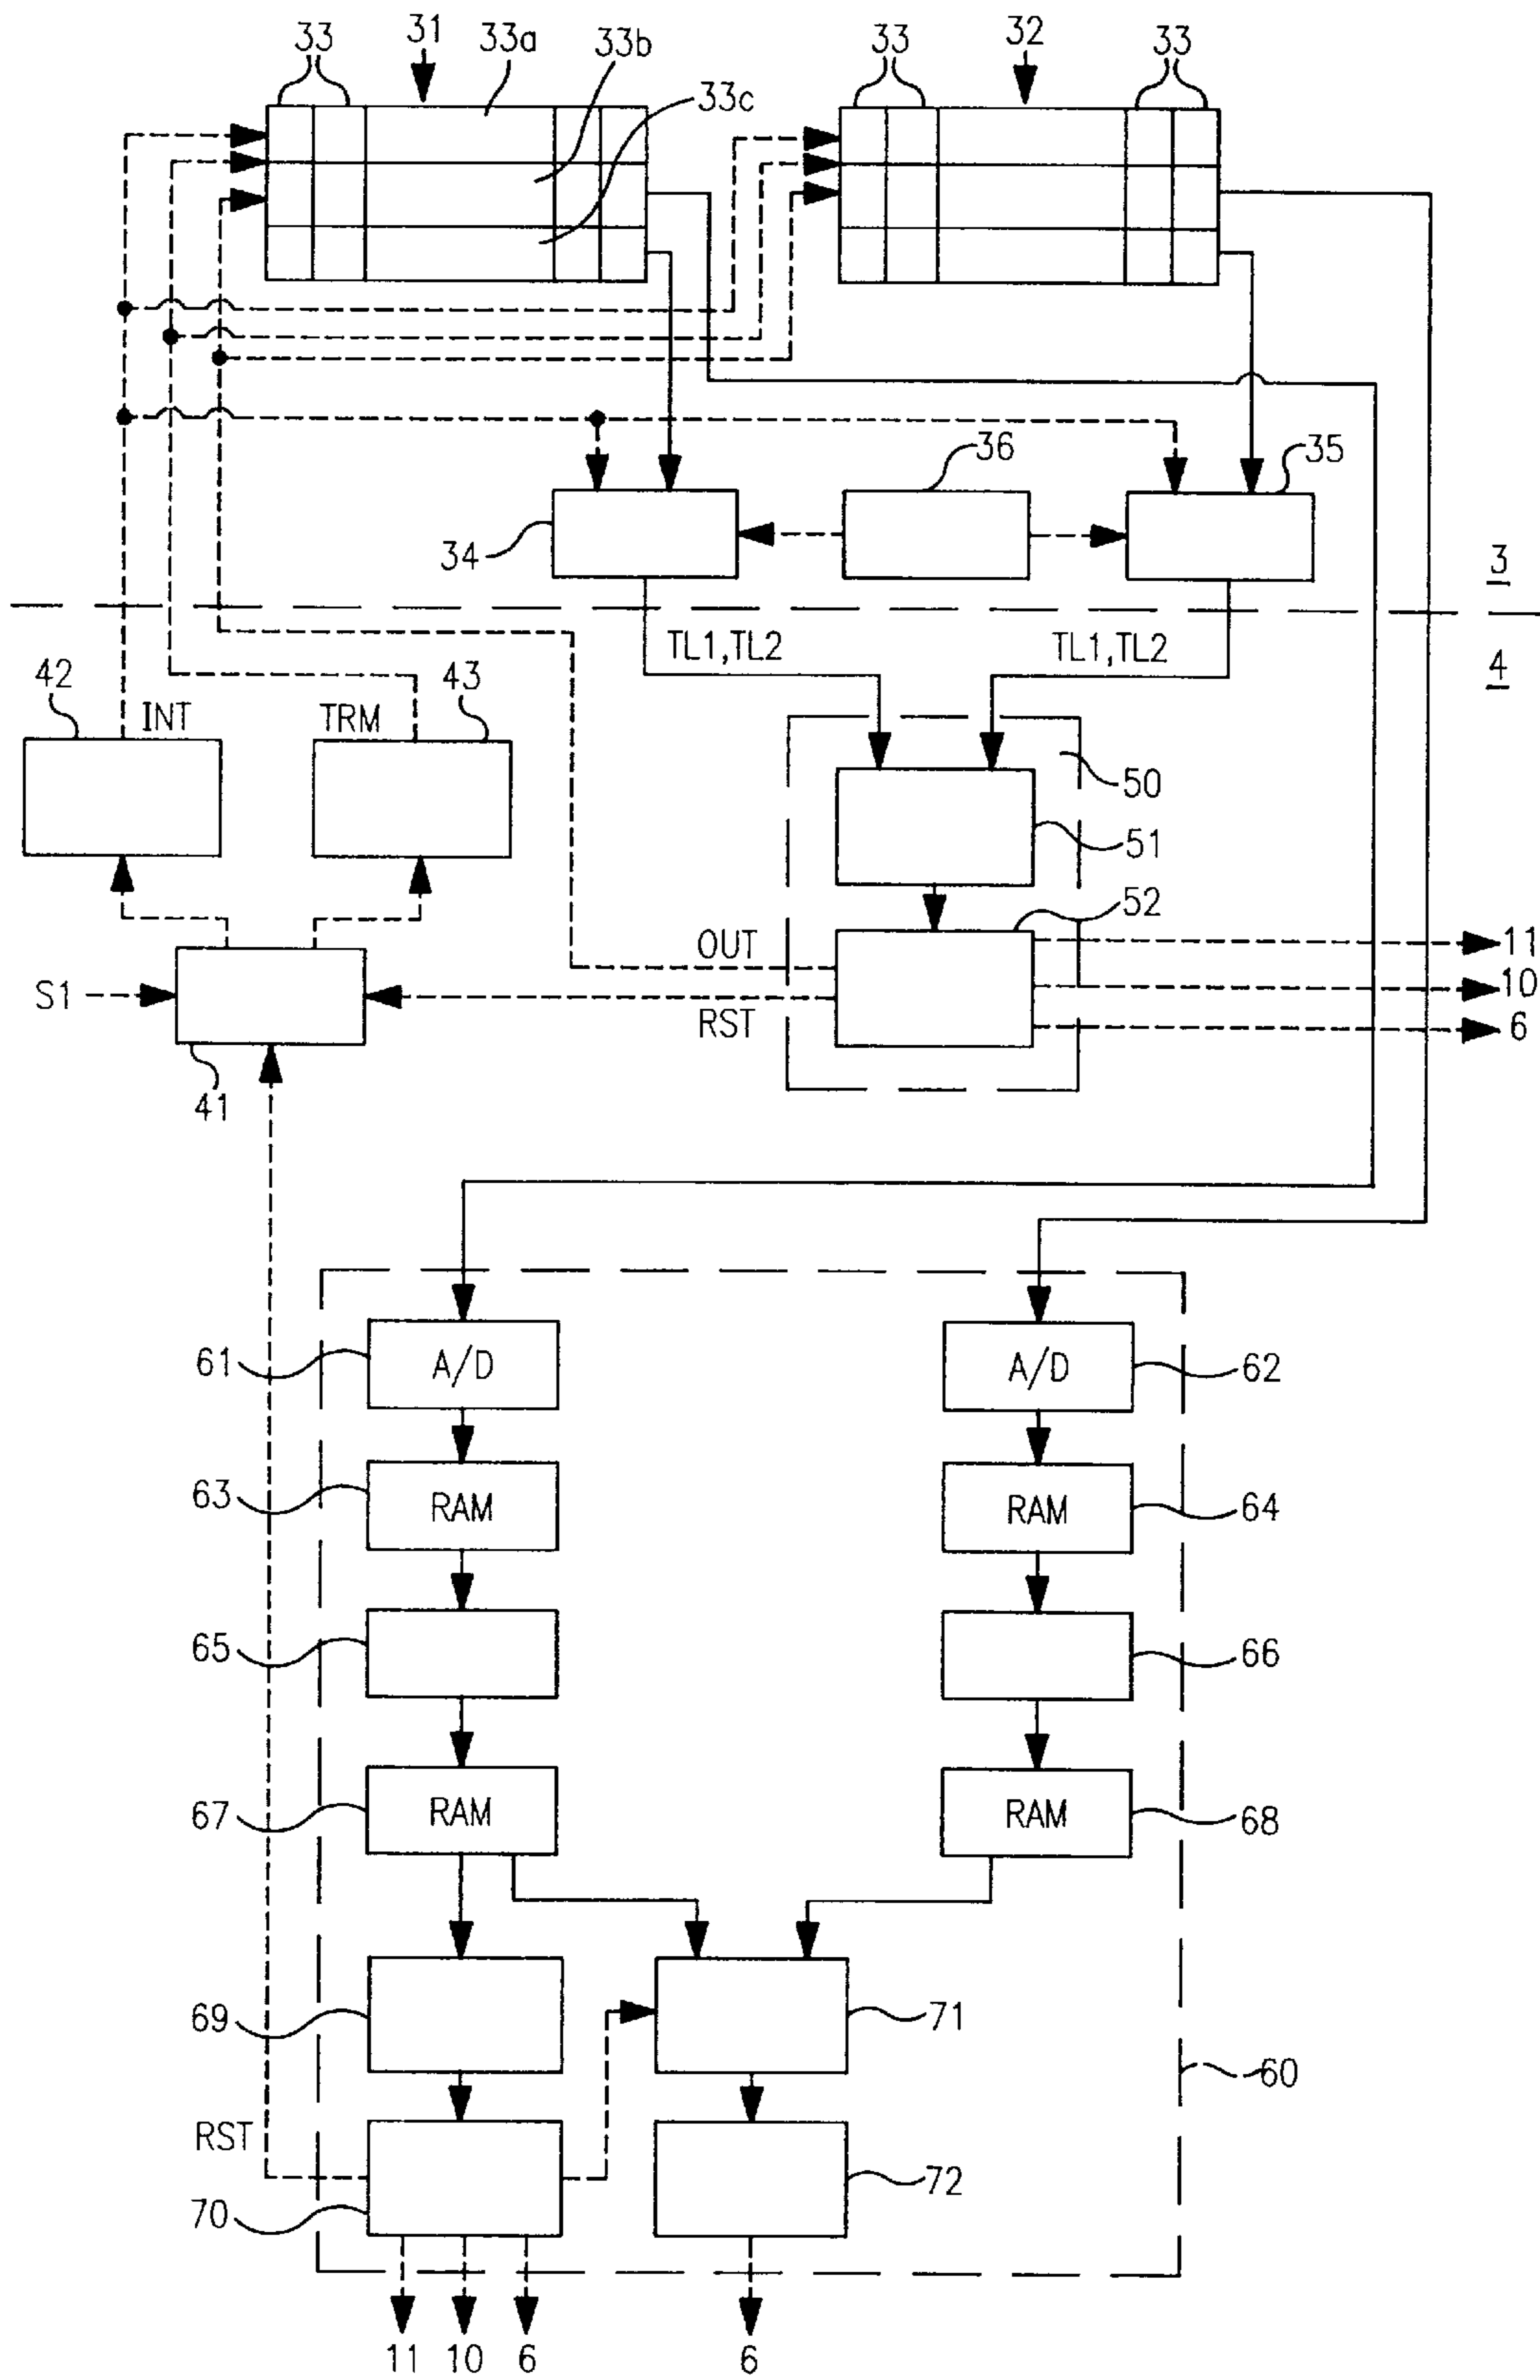 33 31 33a 33b 33 32 33
33c
36 35
34
3
TL1,TL2 TL1,TL2
4
42 INT TRM 43
50
51
52
OUT 11
S1 10
RST 6
41
61 A/D A/D 62
63 RAM RAM 64
65 66
67 RAM RAM 68
69 71
60
RST
70 72
11 10 6 6